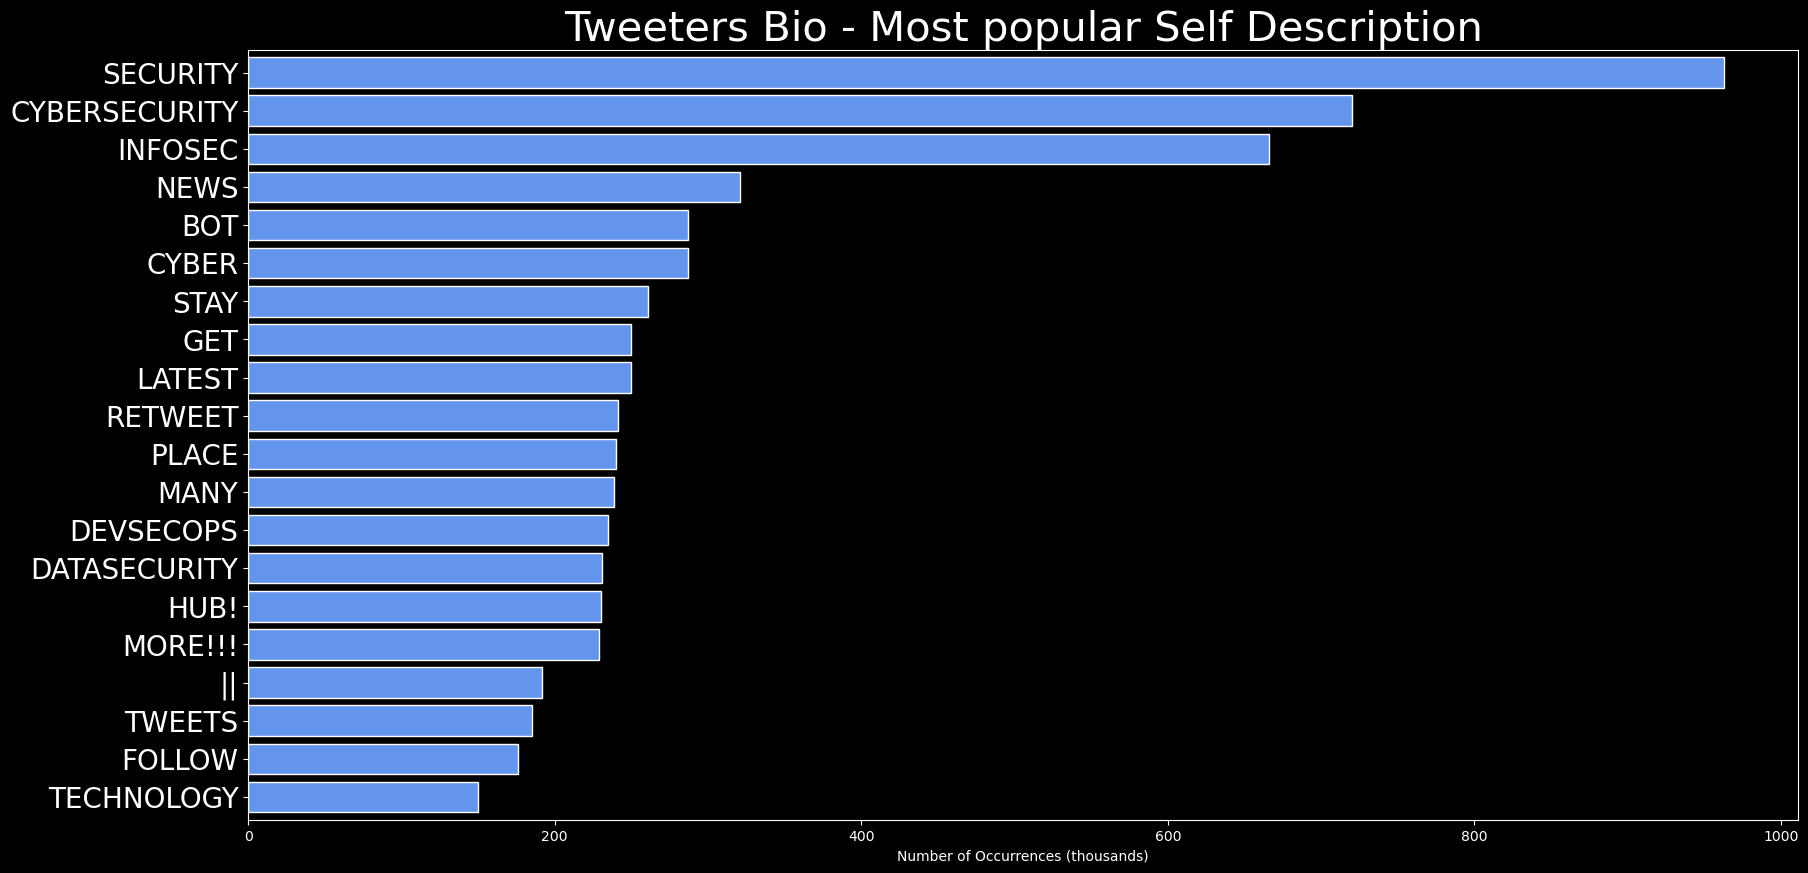 Tweeters Bio - Most popular Self Description
SECURITY
CYBERSECURITY
INFOSEC
NEWS
BOT
CYBER
STAY
GET
LATEST
RETWEET
PLACE
MANY
DEVSECOPS
DATASECURITY
HUB!
MORE!!!
||
TWEETS
FOLLOW
TECHNOLOGY
0 200 400 600 800 1000
Number of Occurrences (thousands)